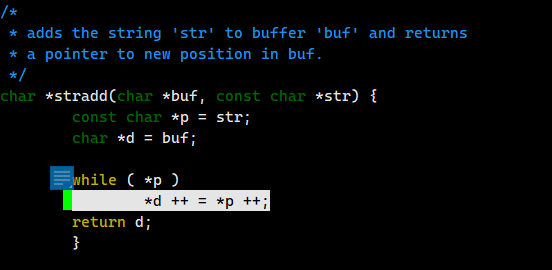 /*
 * adds the string 'str' to buffer 'buf' and returns
 * a pointer to new position in buf.
 */
char *stradd(char *buf, const char *str) {
        const char *p = str;
        char *d = buf;

        while ( *p )
                *d ++ = *p ++;
        return d;
        }